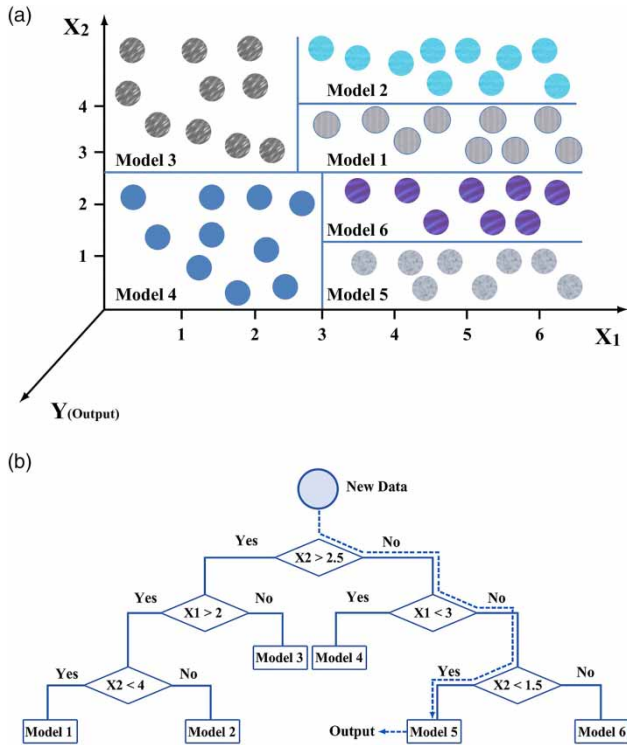 (a)
X2
Model 2
4
Model 1
3
Model 3
2
Model 6
1
Model 4
Model 5
1 2 3 4 5 6
X1
Y(Output)
(b)
New Data
Yes No
X2 > 2.5
Yes No No
X1 > 2 X1 < 3
Model 3 Model 4
Yes No Yes No
X2 < 4 X2 < 1.5
Model 1 Model 2 Output Model 5 Model 6